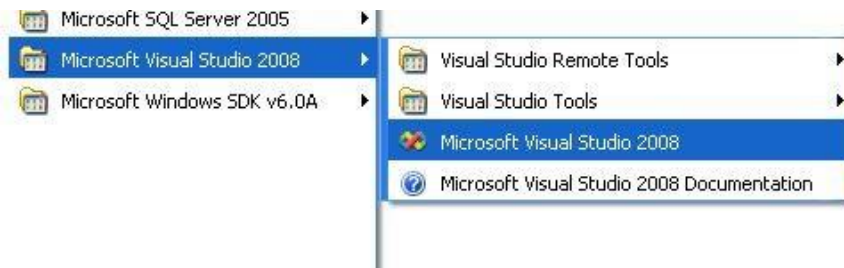 Microsoft SQL Server 2005
Microsoft Visual Studio 2008
Microsoft Windows SDK v6.0A
Visual Studio Remote Tools
Visual Studio Tools
Microsoft Visual Studio 2008
Microsoft Visual Studio 2008 Documentation